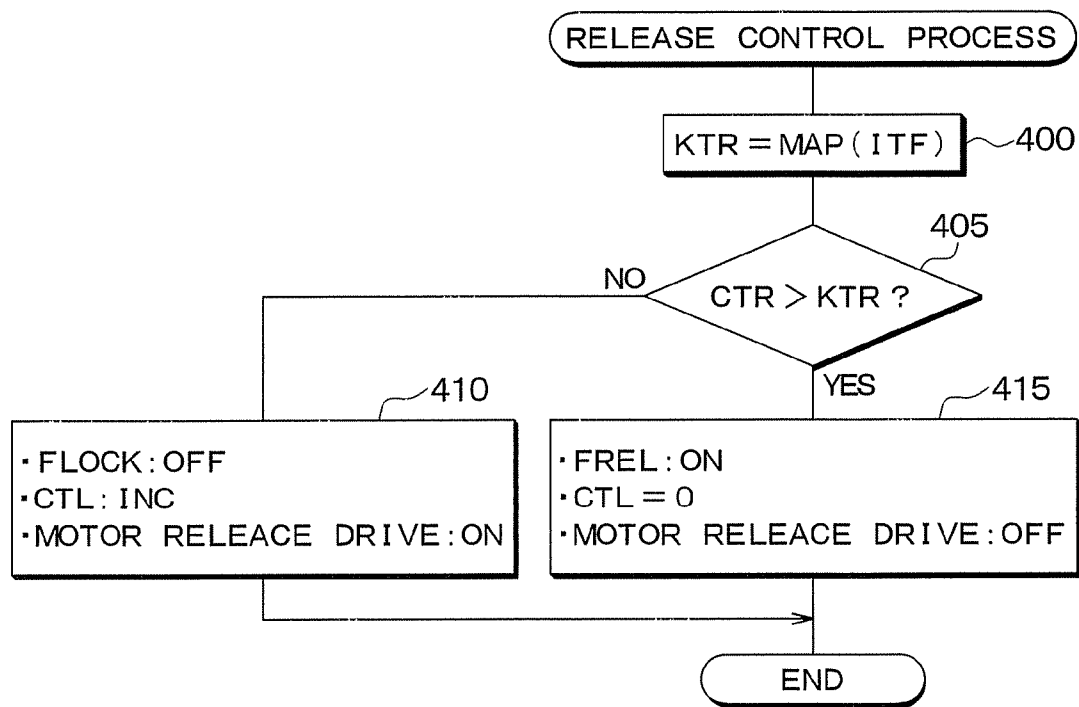 RELEASE CONTROL PROCESS
KTR=MAP(ITF)
400
405
NO
CTR>KTR?
YES
410
·FLOCK:OFF
·CTL:INC
·MOTOR RELEACE DRIVE:ON
415
·FREL:ON
·CTL=0
·MOTOR RELEACE DRIVE:OFF
END